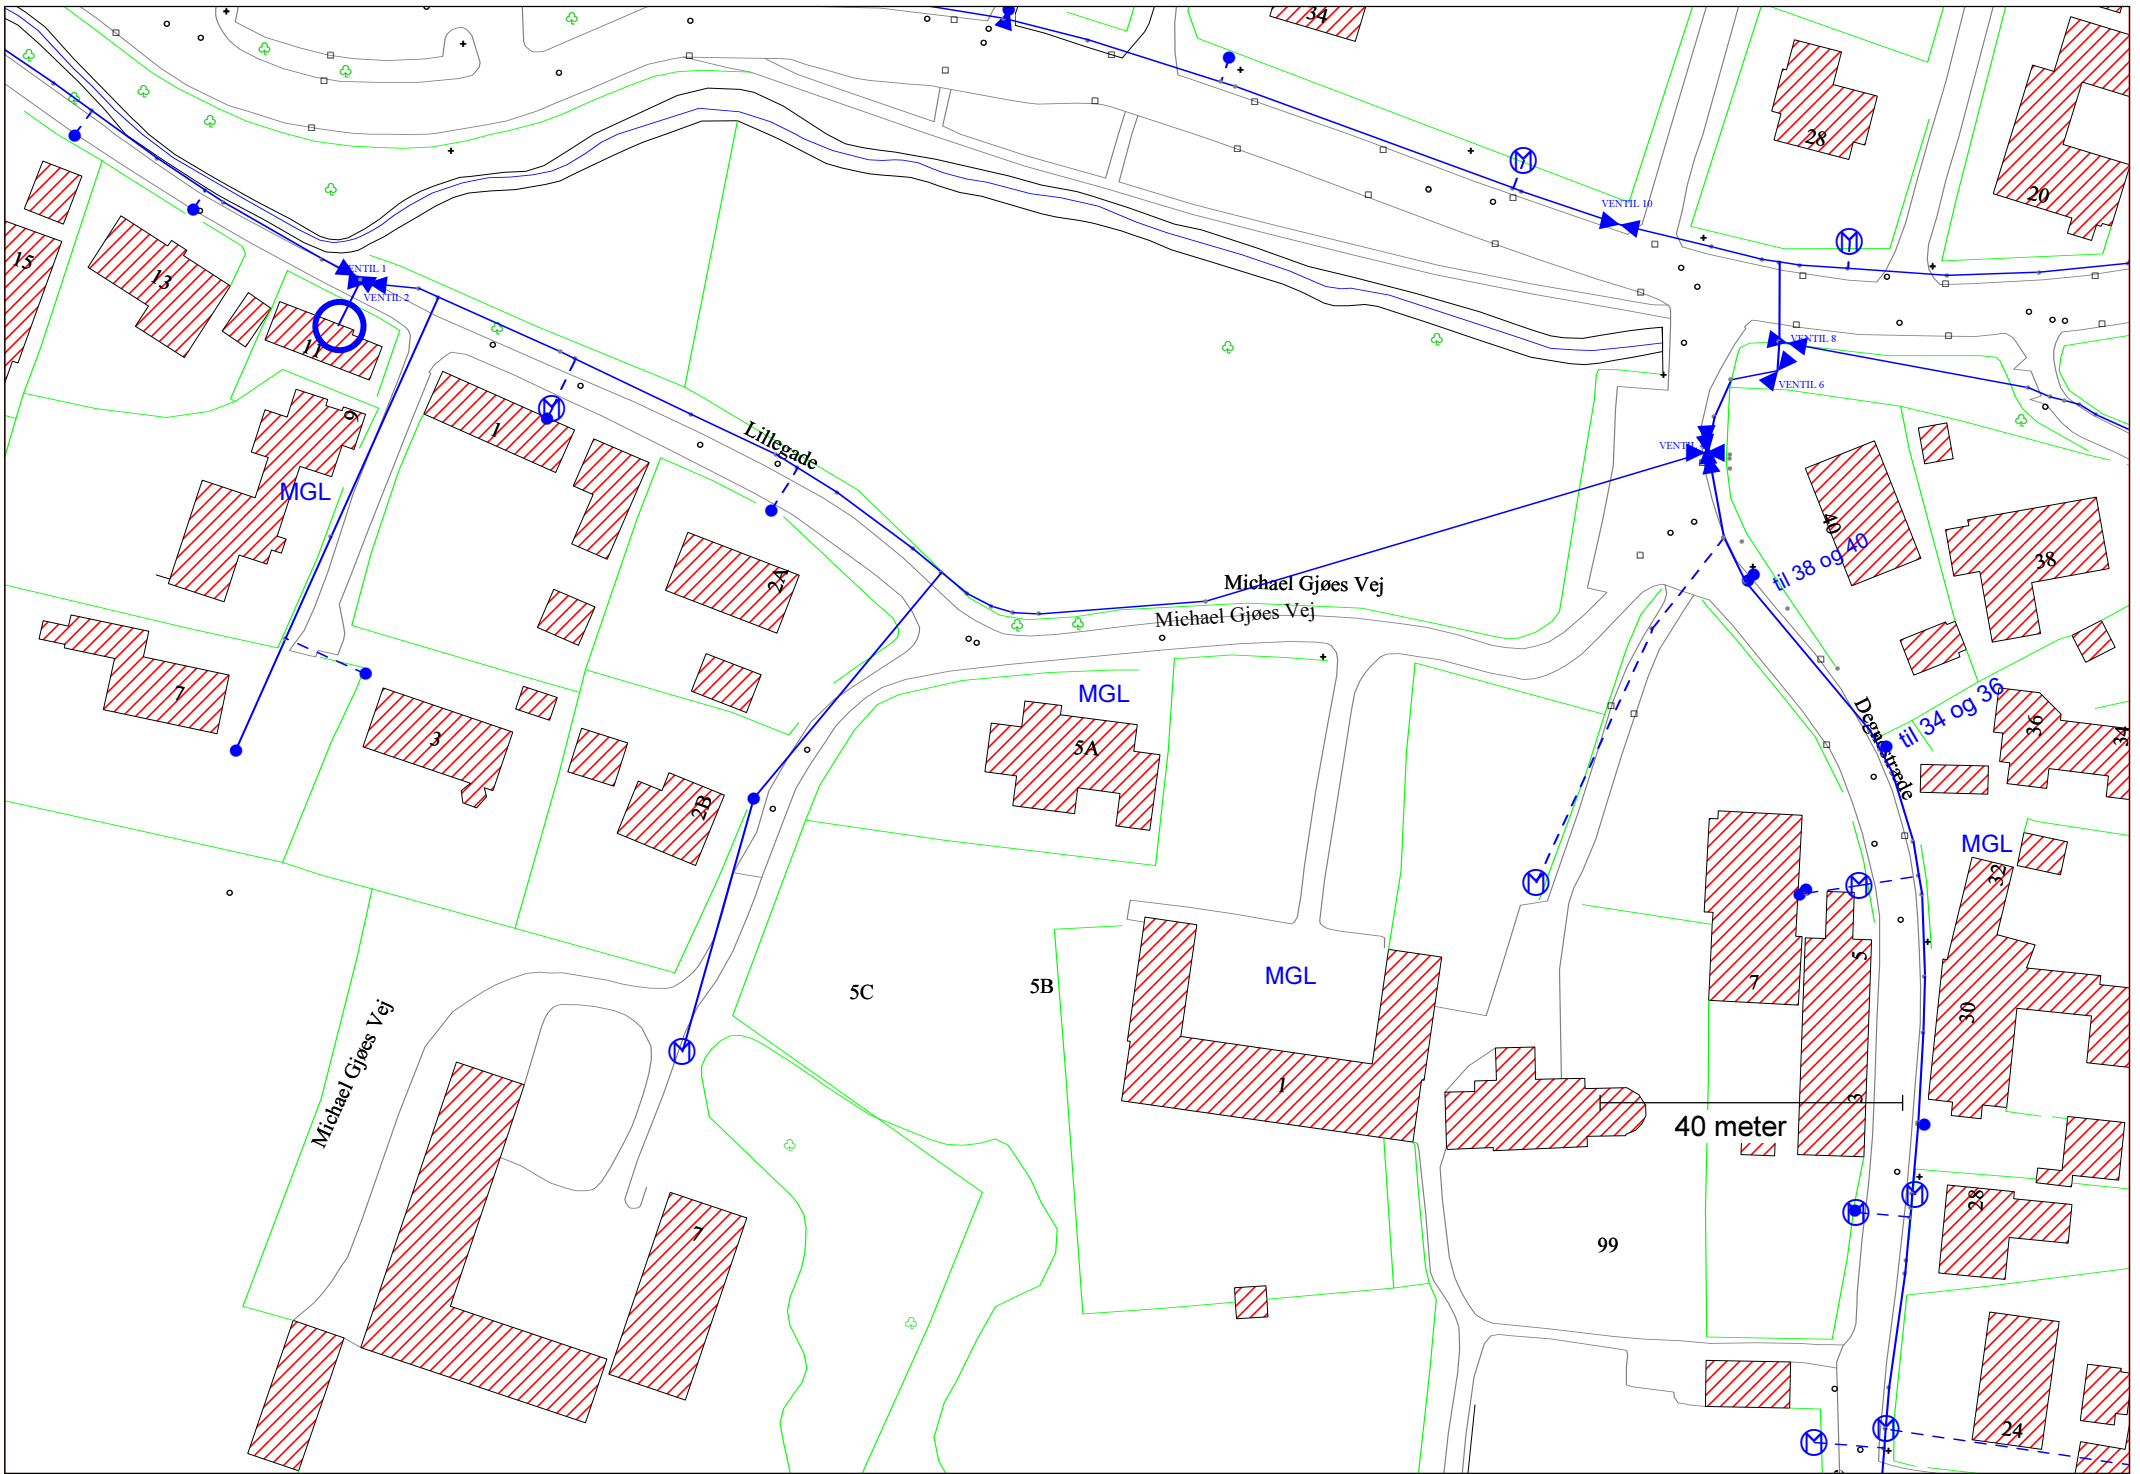 34
28
20
VENTIL 10
15
13
VENTIL 1
VENTIL 2
11
VENTIL 8
VENTIL 6
9
1
Lillegade
VENTIL
MGL
40
til 38 og 40
38
2A
Michael Gjøes Vej
Michael Gjøes Vej
7
3
MGL
5A
til 34 og 36
36
34
Degnestræde
2B
MGL
32
5C
5B
MGL
7
5
30
Michael Gjøes Vej
1
3
40 meter
28
7
99
24